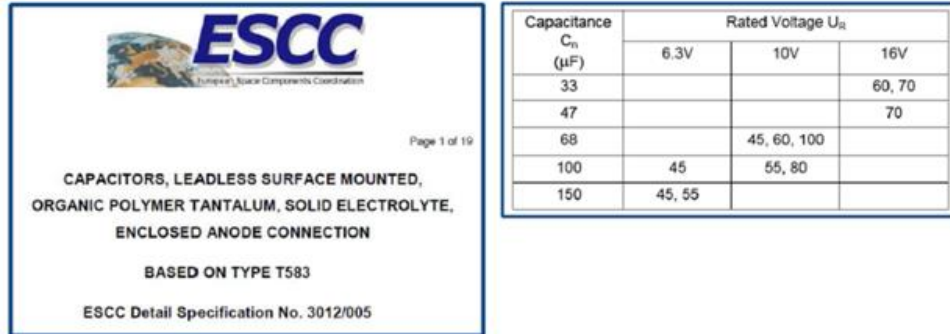 ESCC
European Space Components Coordination
Page 1 of 19
CAPACITORS, LEADLESS SURFACE MOUNTED,
ORGANIC POLYMER TANTALUM, SOLID ELECTROLYTE,
ENCLOSED ANODE CONNECTION
BASED ON TYPE T583
ESCC Detail Specification No. 3012/005
Capacitance Cn (µF) Rated Voltage UR
6.3V 10V 16V
33 60, 70
47 70
68 45, 60, 100
100 45 55, 80
150 45, 55